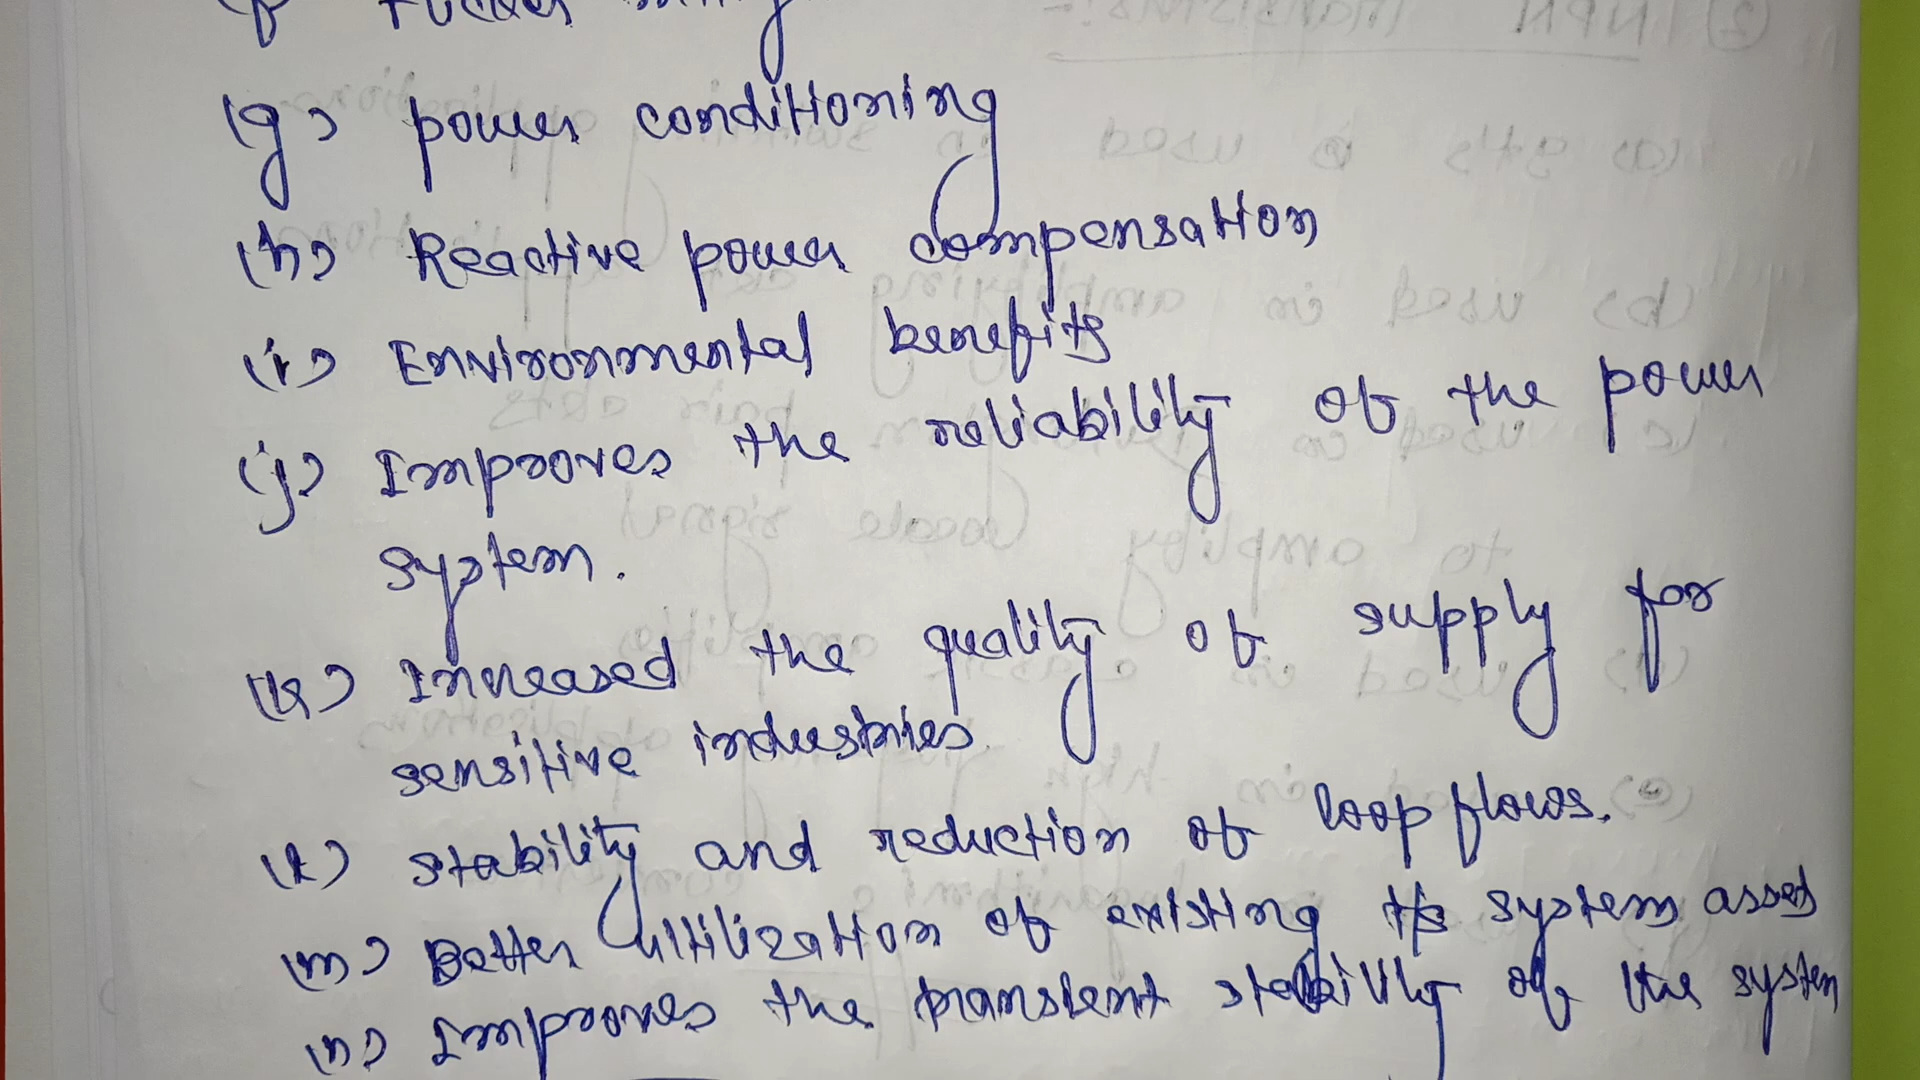 (g) power conditioning
(h) Reactive power compensation
(i) Environmental benefits
(j) Improves the reliability of the power
system.
(k) Increased the quality of supply for
sensitive industries.
(l) stability and reduction of loop flows.
(m) Better utilization of existing system asset
(n) Improves the transient stability of the system